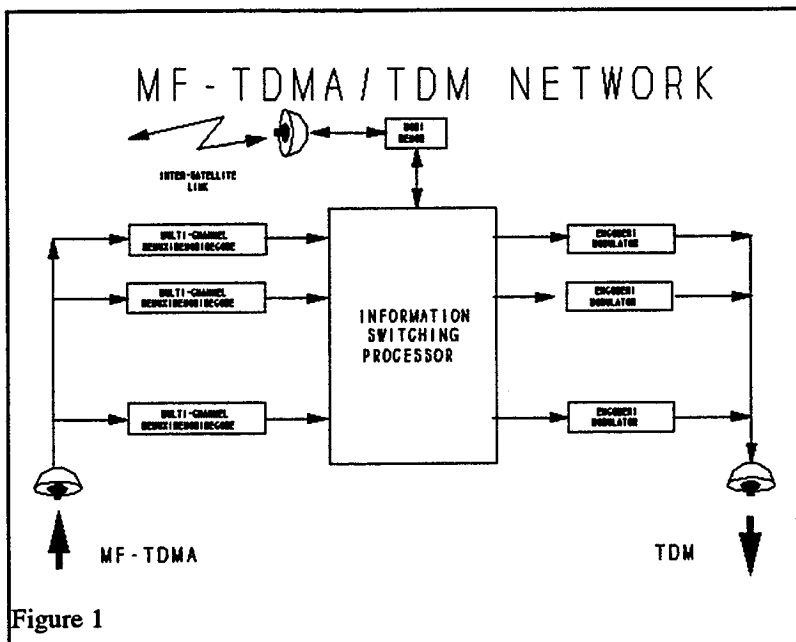 MF-TDMA/TDM NETWORK
MOD/
DEMOD
INTER-SATELLITE
LINK
MULTI-CHANNEL
DEMUX/DEMOD/DECODE
ENCODER/
MODULATOR
MULTI-CHANNEL
DEMUX/DEMOD/DECODE
ENCODER/
MODULATOR
INFORMATION
SWITCHING
PROCESSOR
MULTI-CHANNEL
DEMUX/DEMOD/DECODE
ENCODER/
MODULATOR
MF-TDMA
TDM
Figure 1